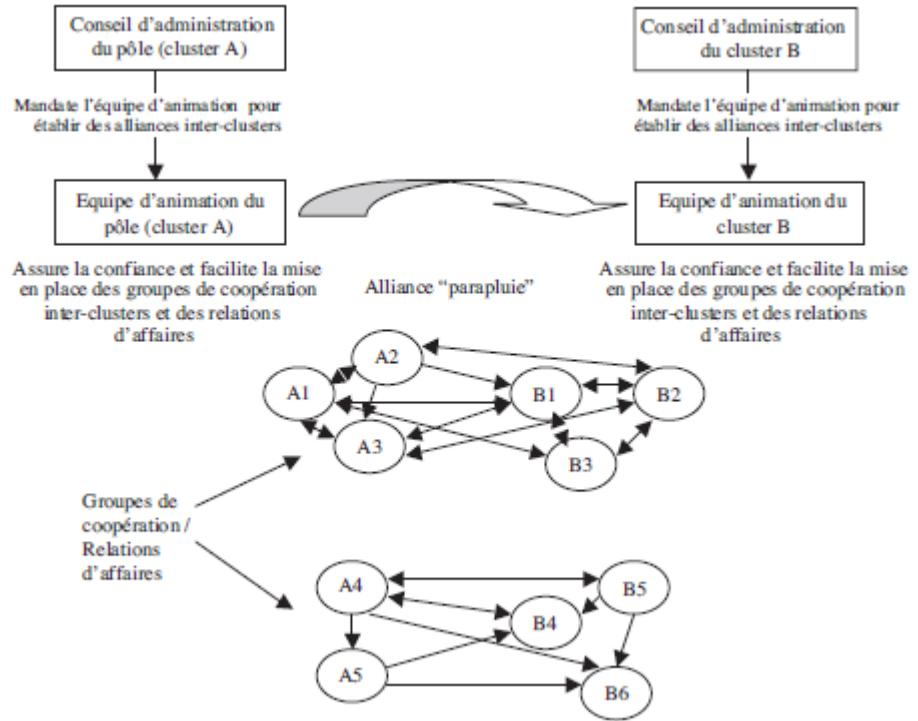 Conseil d'administration
du pôle (cluster A)
Conseil d'administration
du cluster B
Mandate l'équipe d'animation pour
établir des alliances inter-clusters
Mandate l'équipe d'animation pour
établir des alliances inter-clusters
Equipe d'animation du
pôle (cluster A)
Equipe d'animation du
cluster B
Assure la confiance et facilite la mise
en place des groupes de coopération
inter-clusters et des relations
d'affaires
Alliance “parapluie”
Assure la confiance et facilite la mise
en place des groupes de coopération
inter-clusters et des relations
d'affaires
A2
A1
B1
B2
A3
B3
Groupes de
coopération /
Relations
d'affaires
A4
B5
B4
A5
B6